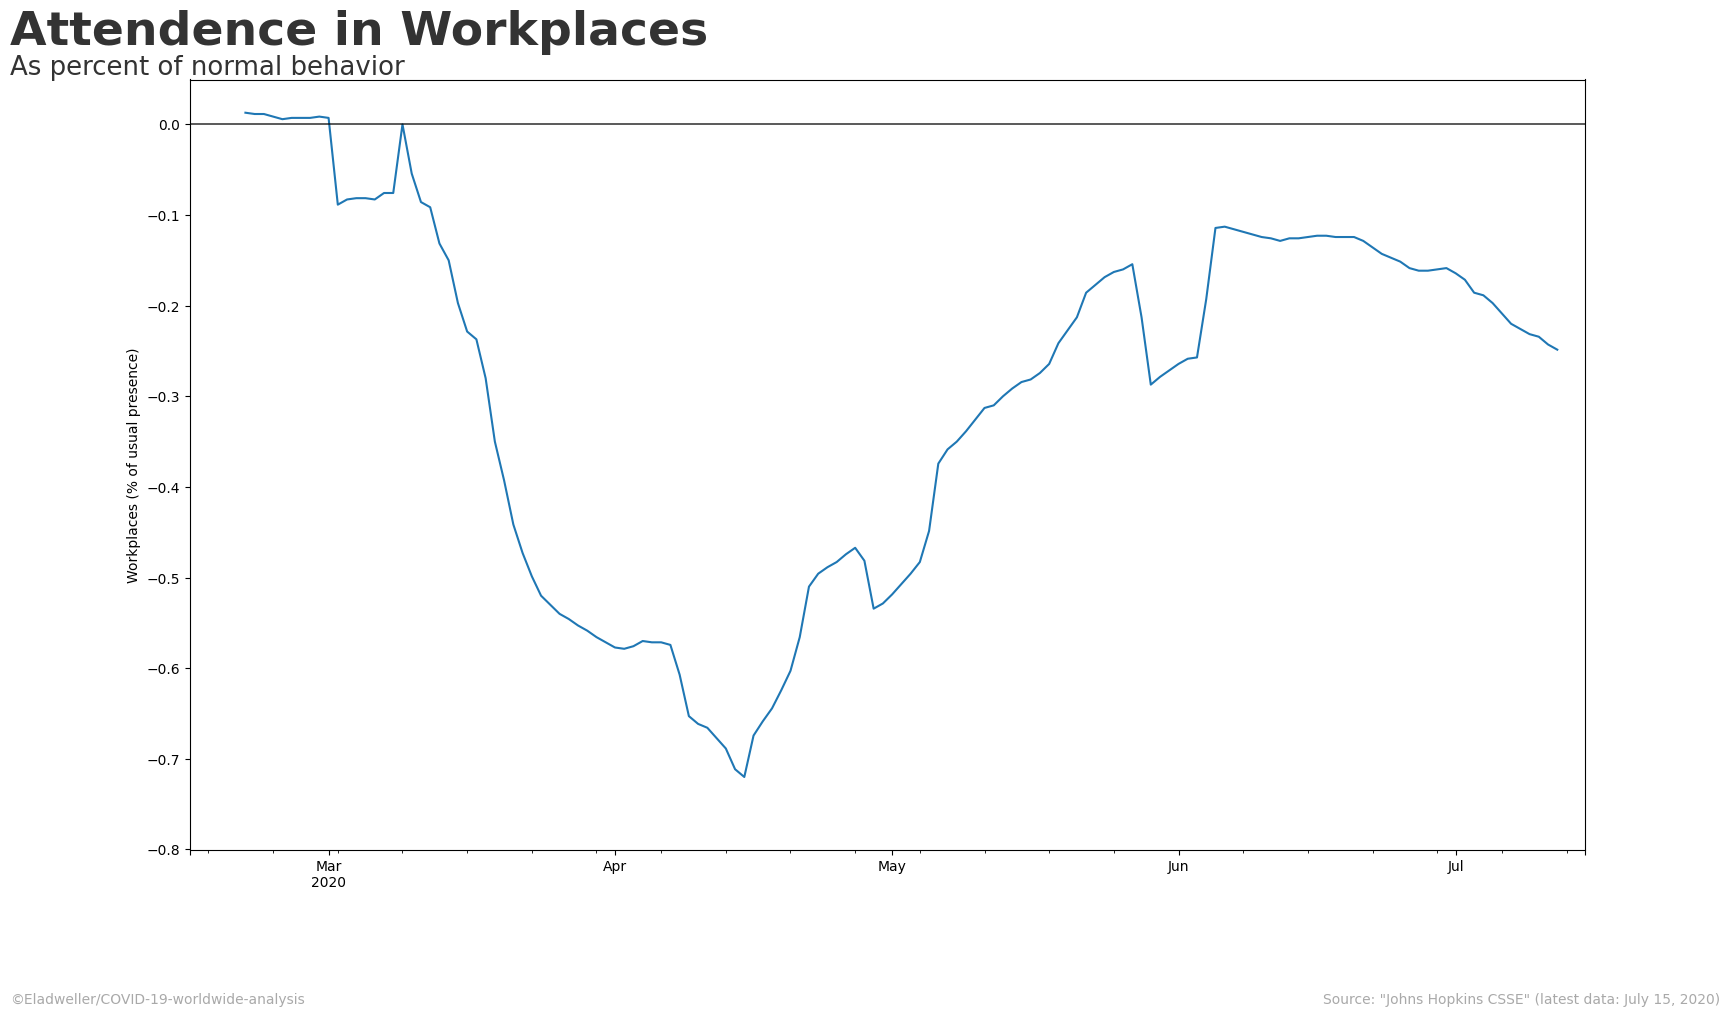 Attendence in Workplaces
As percent of normal behavior
0.0
−0.1
−0.2
−0.3
−0.4
−0.5
−0.6
−0.7
−0.8
Workplaces (% of usual presence)
Mar
2020
Apr
May
Jun
Jul
©Eladweller/COVID-19-worldwide-analysis
Source: "Johns Hopkins CSSE" (latest data: July 15, 2020)